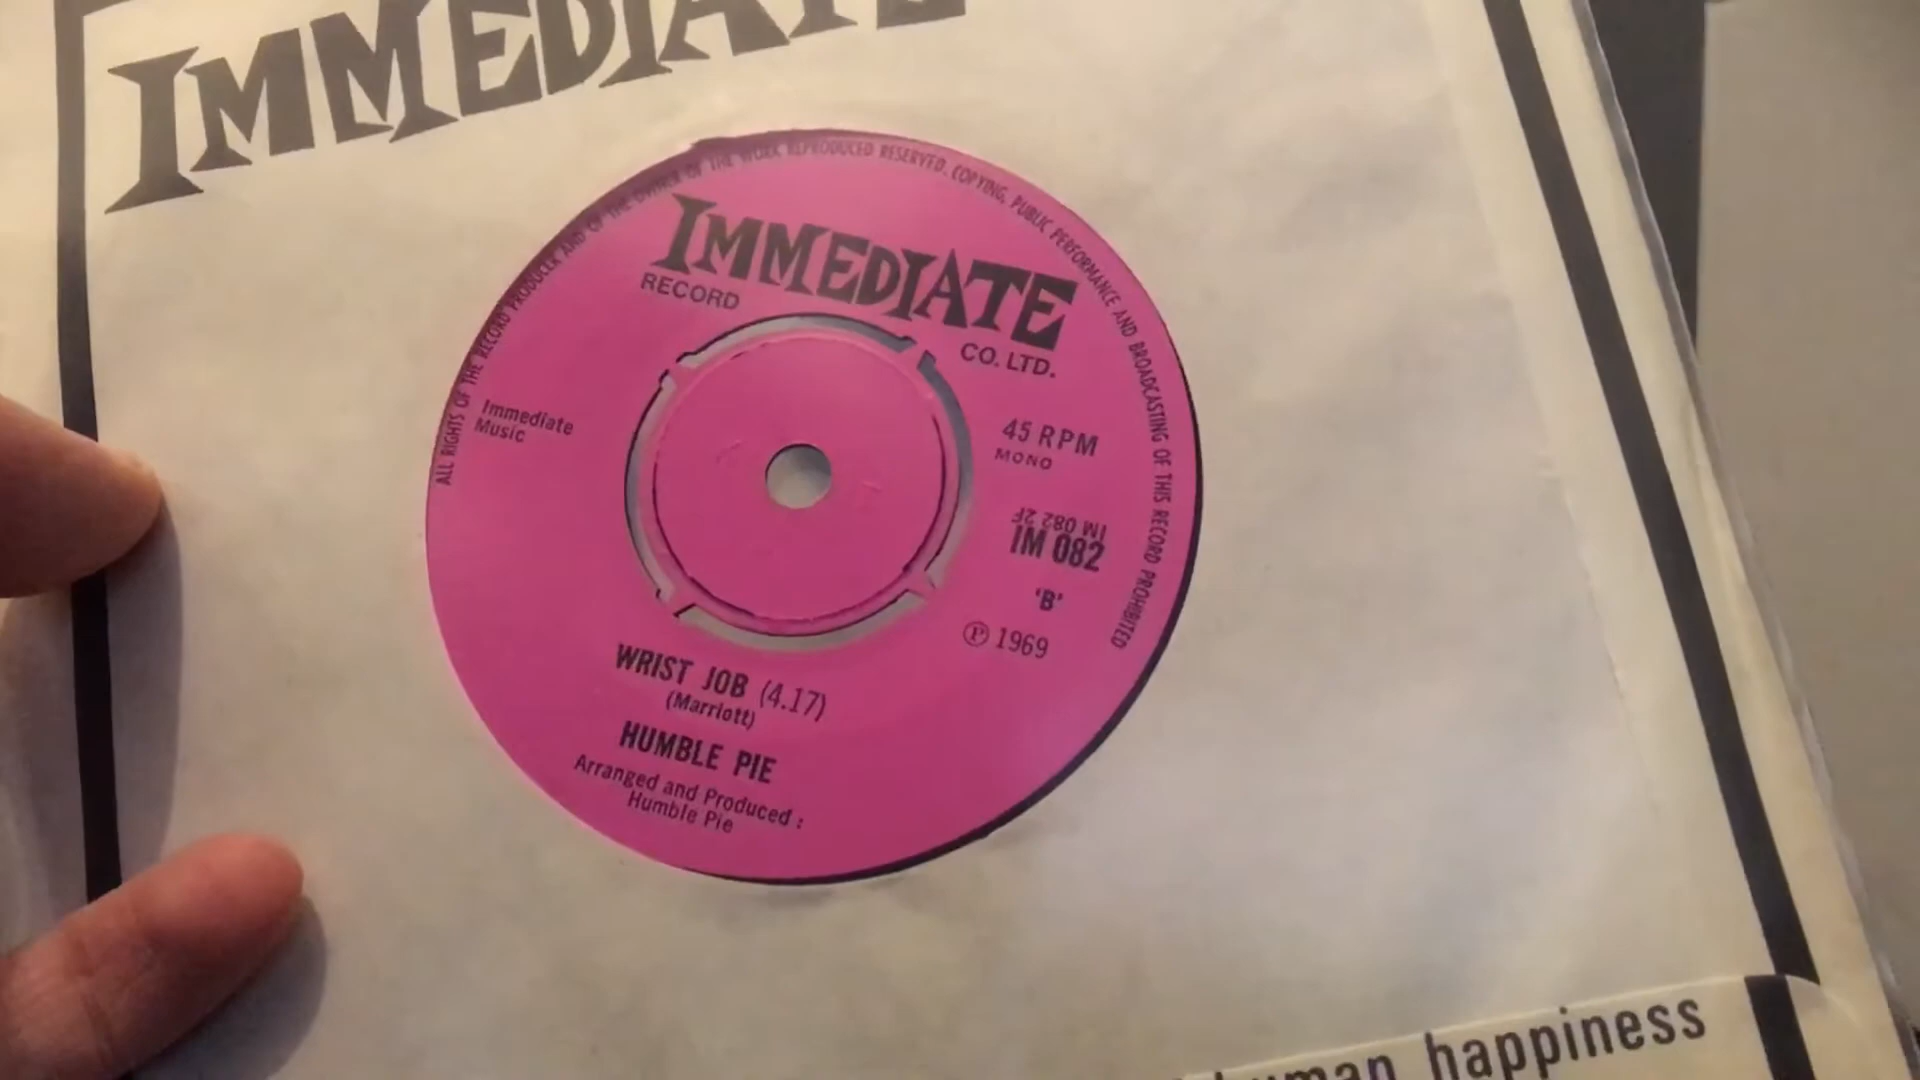 IMMEDIATE
ALL RIGHTS OF THE RECORD PRODUCER AND OF THE OWNER OF THE WORK REPRODUCED RESERVED. COPYING, PUBLIC PERFORMANCE AND BROADCASTING OF THIS RECORD PROHIBITED
IMMEDIATE
RECORD
CO. LTD.
Immediate
Music
45 RPM
MONO
IM 082 2F
IM 082
'B'
Ⓟ 1969
WRIST JOB (4.17)
(Marriott)
HUMBLE PIE
Arranged and Produced :
Humble Pie
human happiness